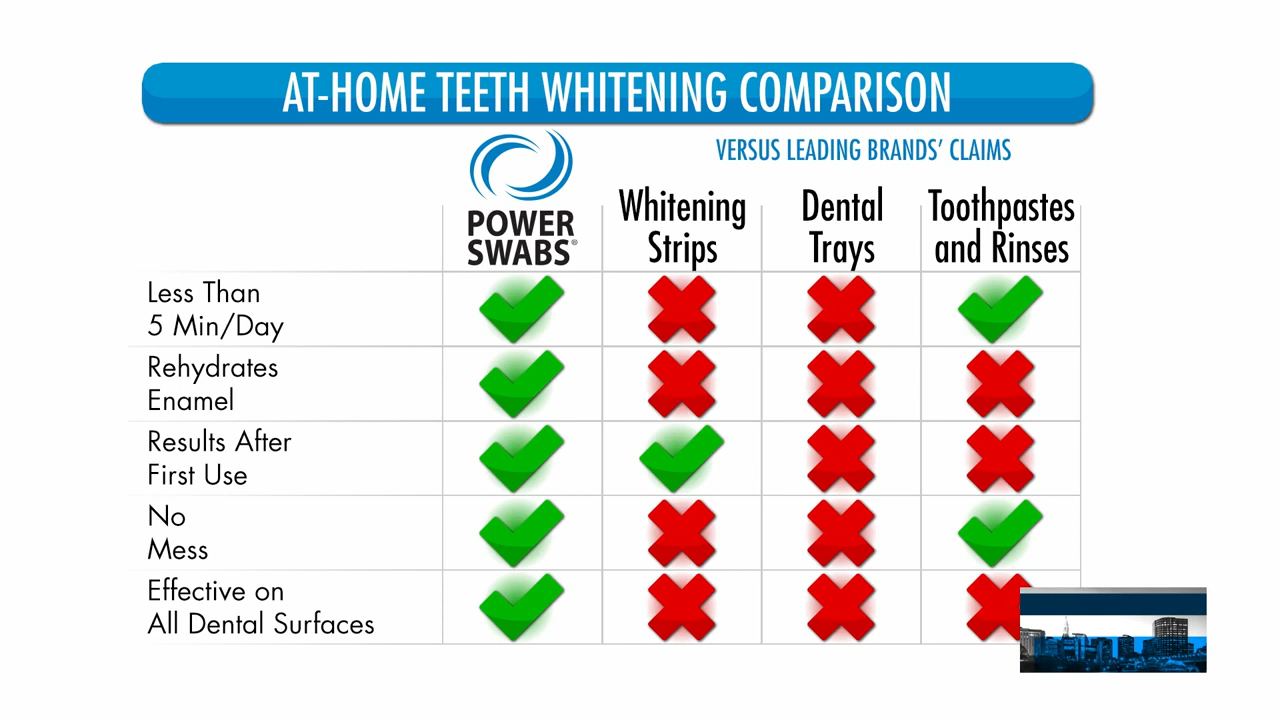 AT-HOME TEETH WHITENING COMPARISON
VERSUS LEADING BRANDS' CLAIMS
POWER
SWABS®
Whitening
Strips
Dental
Trays
Toothpastes
and Rinses
Less Than
5 Min/Day
Rehydrates
Enamel
Results After
First Use
No
Mess
Effective on
All Dental Surfaces